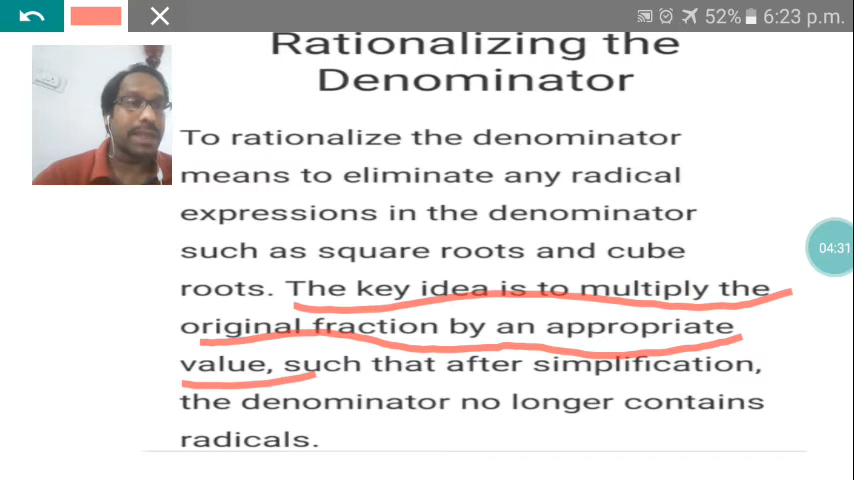 52% 6:23 p.m.
Rationalizing the
Denominator
To rationalize the denominator
means to eliminate any radical
expressions in the denominator
such as square roots and cube
roots. The key idea is to multiply the
original fraction by an appropriate
value, such that after simplification,
the denominator no longer contains
radicals.
04:31